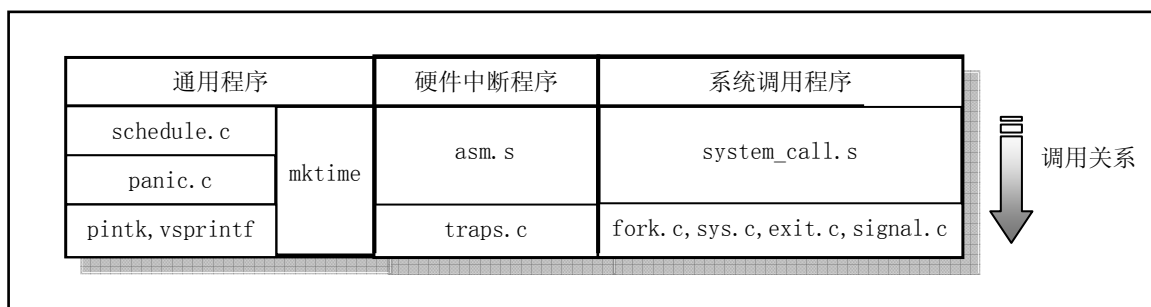 通用程序 硬件中断程序 系统调用程序
schedule.c
mktime asm.s system_call.s 调用关系
panic.c
pintk,vsprintf traps.c fork.c,sys.c,exit.c,signal.c